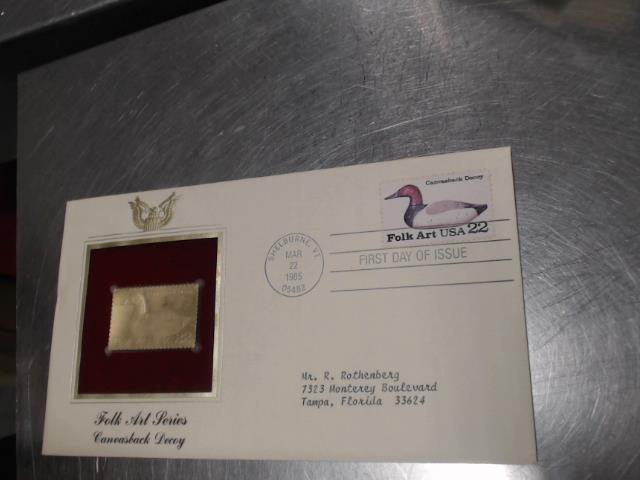 Canvasback Decoy
Folk Art USA 22
SHELBURNE, VT
MAR
22
1985
05482
FIRST DAY OF ISSUE
Mr. R. Rothenberg
7323 Monterey Boulevard
Tampa, Florida 33624
Folk Art Series
Canvasback Decoy